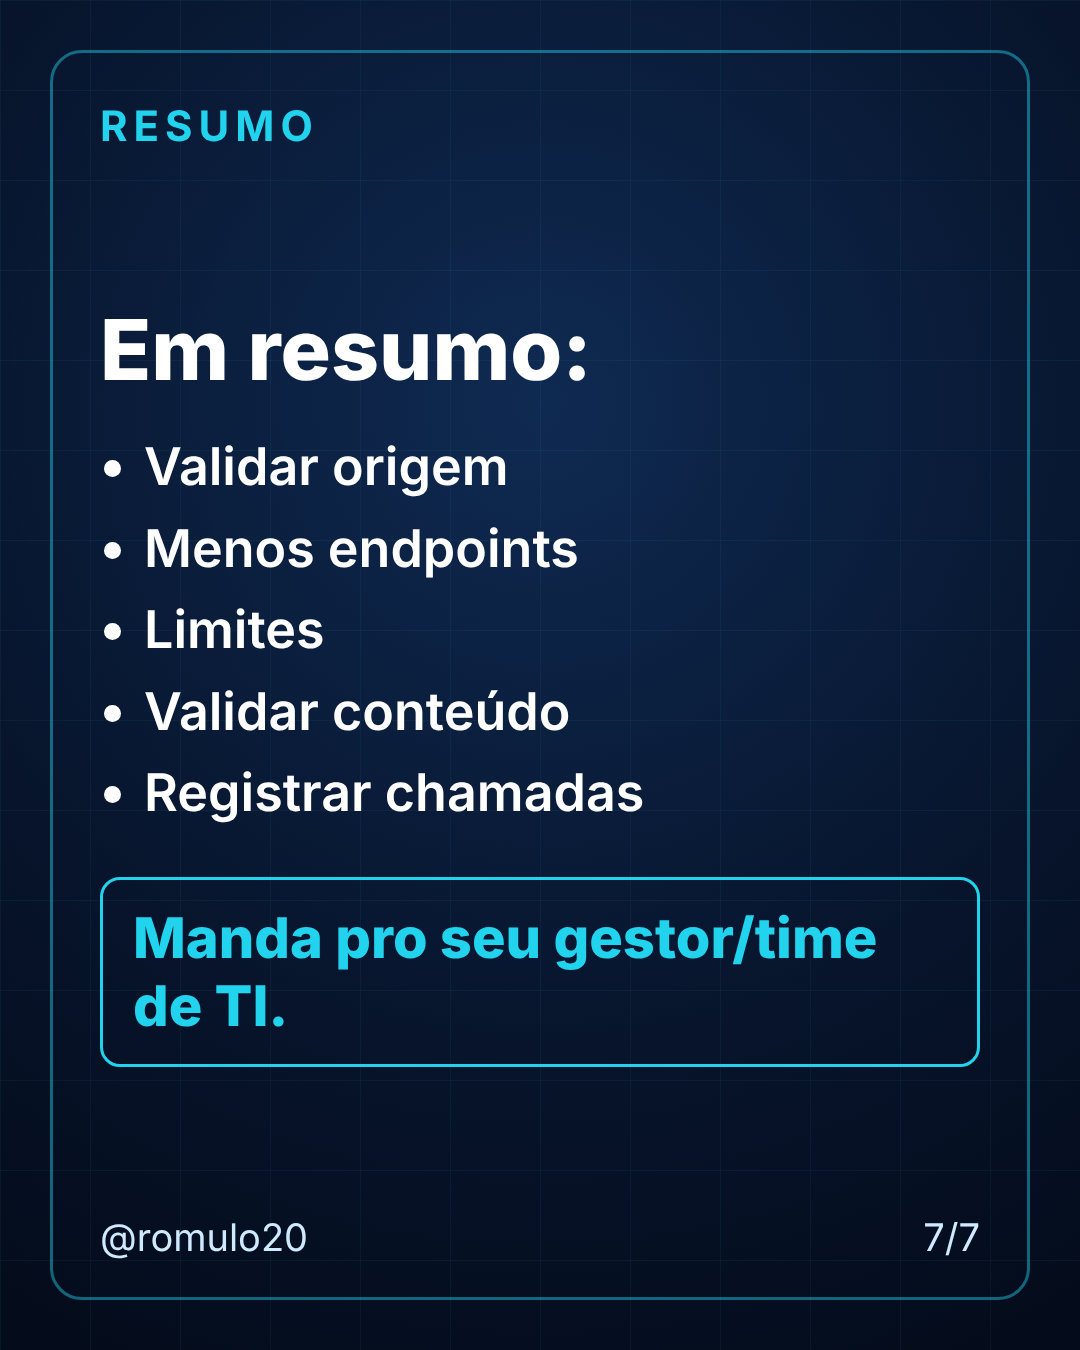 RESUMO
Em resumo:
• Validar origem
• Menos endpoints
• Limites
• Validar conteúdo
• Registrar chamadas
Manda pro seu gestor/time
de TI.
@romulo20
7/7